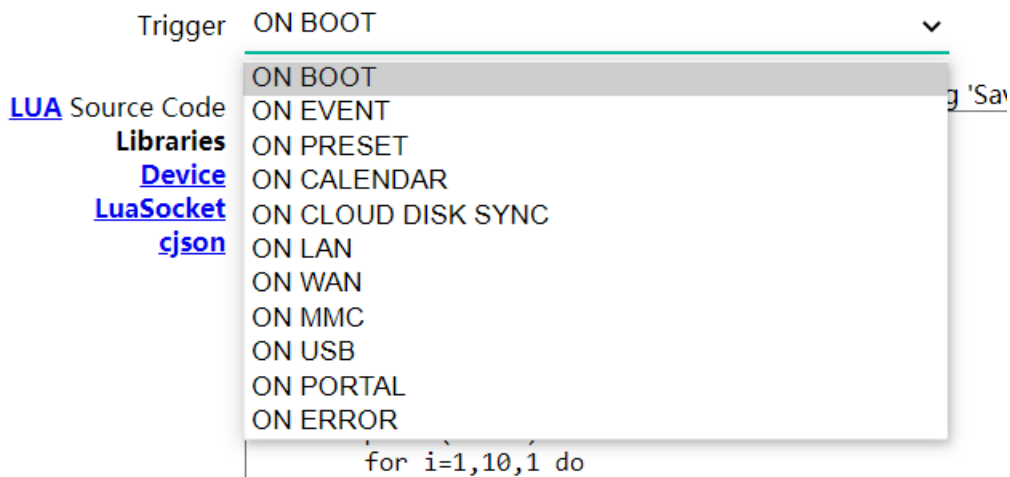 Trigger ON BOOT
ON BOOT
LUA Source Code
ON EVENT
Libraries
ON PRESET
Device
ON CALENDAR
LuaSocket
ON CLOUD DISK SYNC
cjson
ON LAN
ON WAN
ON MMC
ON USB
ON PORTAL
ON ERROR
for i=1,10,1 do